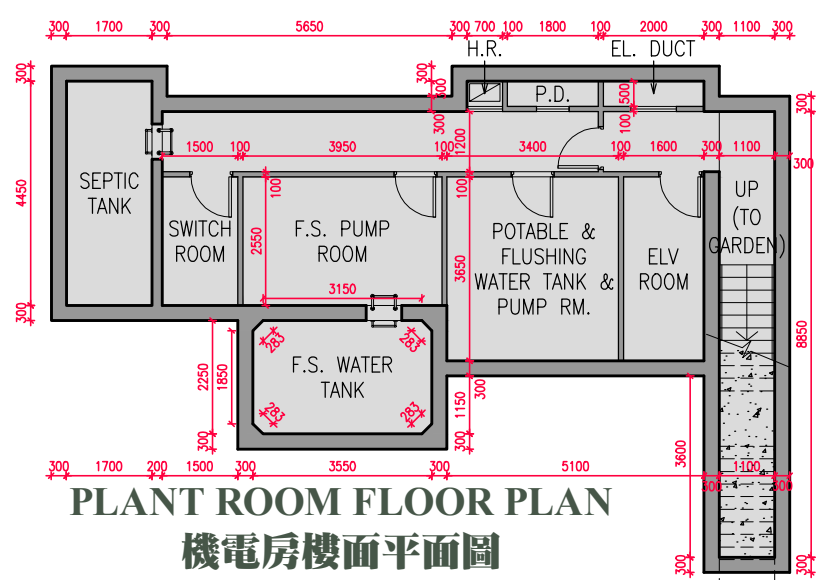 300 1700 300 5650 300 700 100 1800 100 2000 300 1100 300
H.R. EL. DUCT
300 300 300
P.D. 500
300 100 1200
1500 100 3950 100 3400 100 1600 300 1100 300
4450
SEPTIC
TANK
100 100
UP
(TO
GARDEN)
SWITCH
ROOM
F.S. PUMP
ROOM
POTABLE &
FLUSHING
WATER TANK &
PUMP RM.
ELV
ROOM
2550 3650
3150
300
8850
283 283
F.S. WATER
TANK
2250 1850
300 1150
283 283
300 300
3600
300 1700 200 1500 300 3550 300 5100 1100
300 300
PLANT ROOM FLOOR PLAN
機電房樓面平面圖
300 300